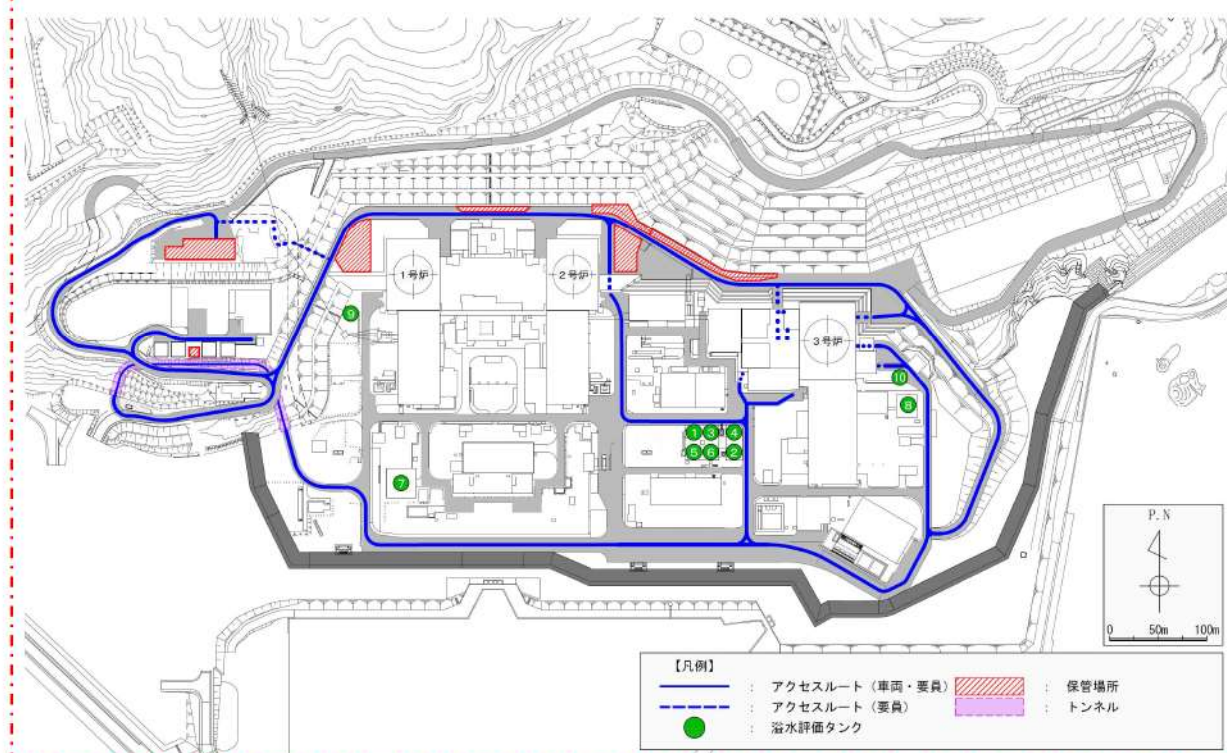 1号炉
2号炉
3号炉
9
10
8
1 3 4
5 6 2
7
P.N
0 50m 100m
【凡例】
: アクセスルート（車両・要員）
: 保管場所
: アクセスルート（要員）
: トンネル
: 溢水評価タンク